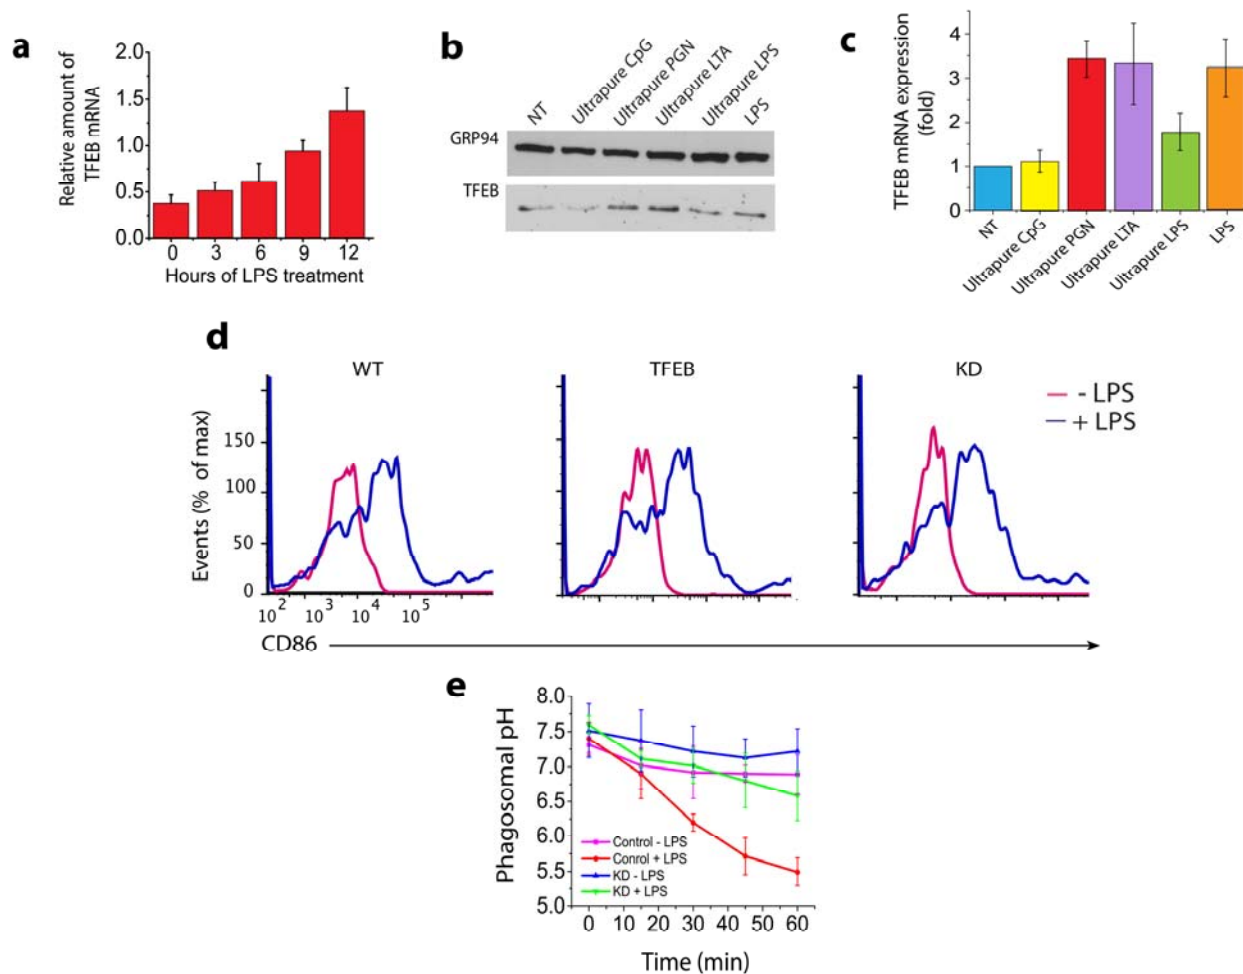 a
Relative amount of
TFEB mRNA
2.0
1.5
1.0
0.5
0.0
0 3 6 9 12
Hours of LPS treatment
b
NT
Ultrapure CpG
Ultrapure PGN
Ultrapure LTA
Ultrapure LPS
LPS
GRP94
TFEB
c
TFEB mRNA expression
(fold)
4
3
2
1
0
NT
Ultrapure CpG
Ultrapure PGN
Ultrapure LTA
Ultrapure LPS
LPS
d
WT TFEB KD
- LPS
+ LPS
Events (% of max)
150
100
50
0
10² 10³ 10⁴ 10⁵
CD86
e
Phagosomal pH
8.0
7.5
7.0
6.5
6.0
5.5
5.0
Control - LPS
Conrol + LPS
KD - LPS
KD + LPS
0 10 20 30 40 50 60
Time (min)